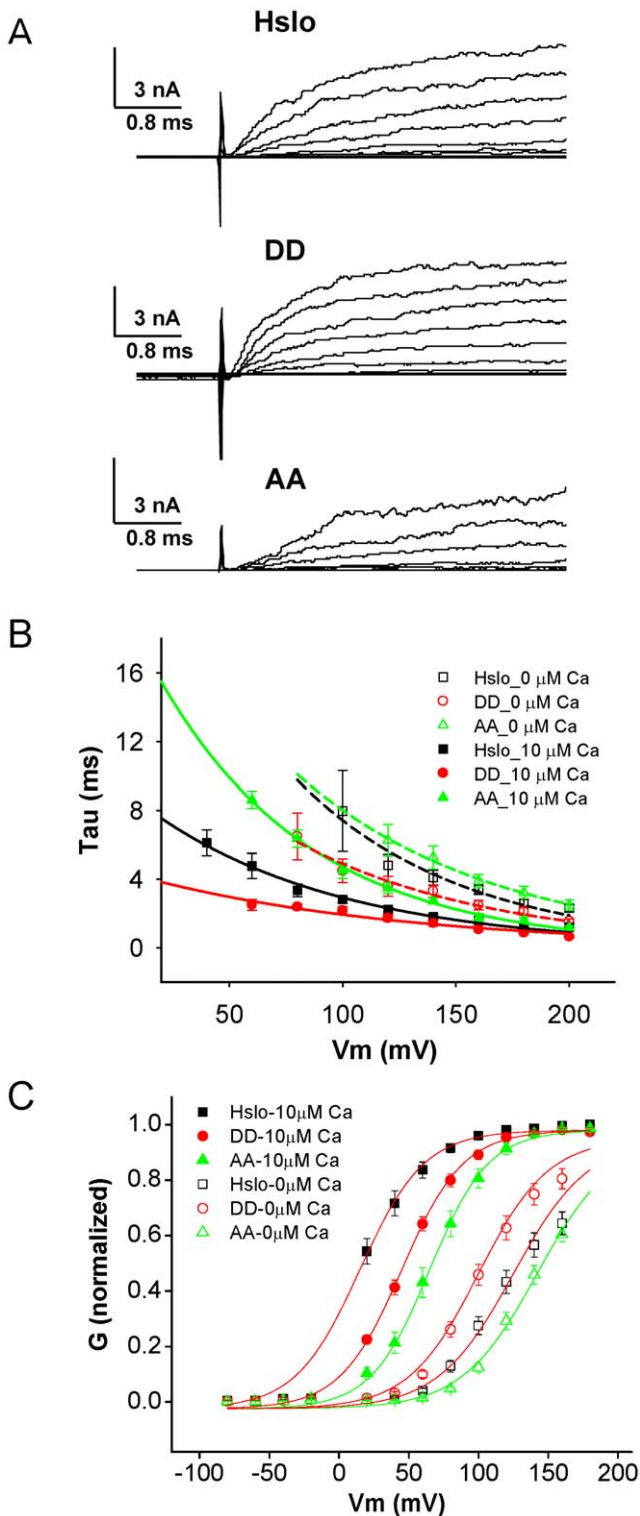 A
Hslo
3 nA
0.8 ms
DD
3 nA
0.8 ms
AA
3 nA
0.8 ms
B
16
12
8
4
0
Tau (ms)
Hslo_0 μM Ca
DD_0 μM Ca
AA_0 μM Ca
Hslo_10 μM Ca
DD_10 μM Ca
AA_10 μM Ca
50 100 150 200
Vm (mV)
C
Hslo-10μM Ca
DD-10μM Ca
AA-10μM Ca
Hslo-0μM Ca
DD-0μM Ca
AA-0μM Ca
1.0
0.8
0.6
0.4
0.2
0.0
G (normalized)
-100 -50 0 50 100 150 200
Vm (mV)